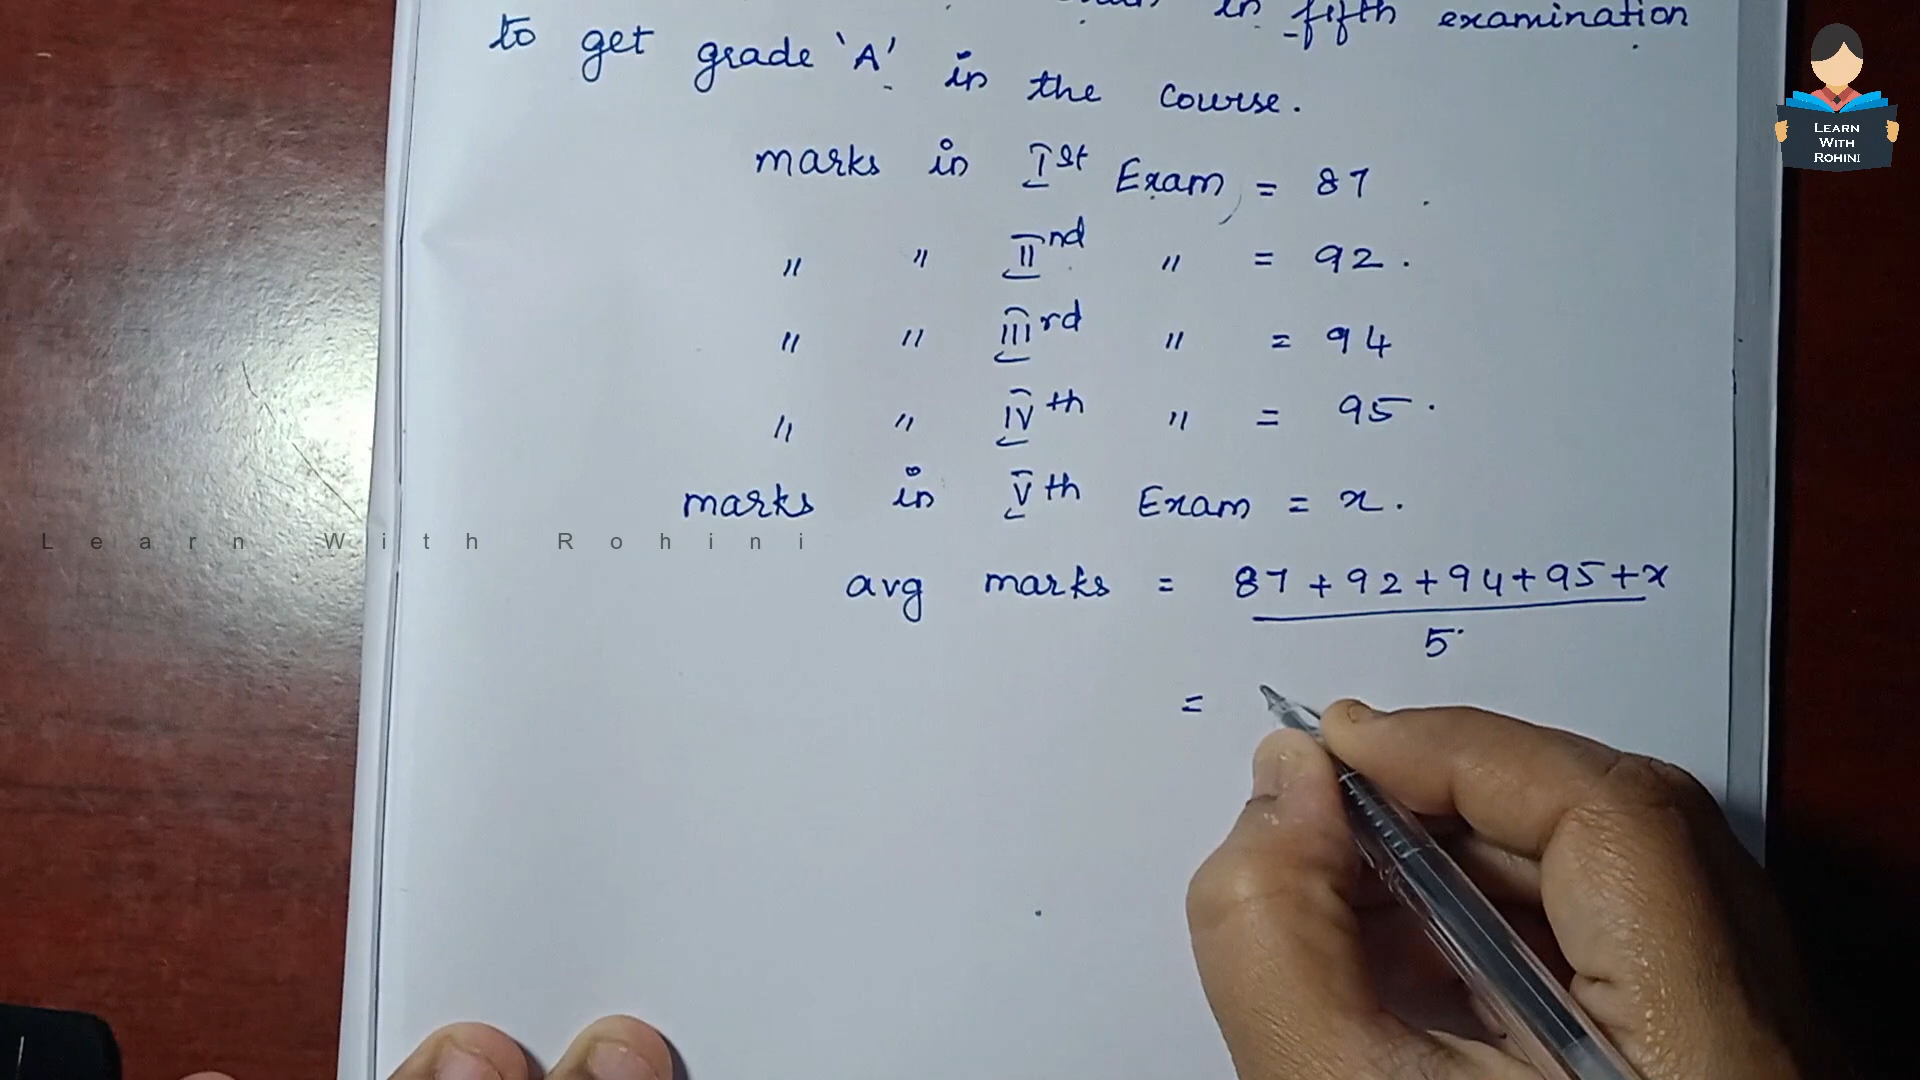 in fifth examination
to get grade 'A' in the course.
marks in Ist Exam = 87
" " IInd " = 92.
" " IIIrd " = 94
" " IVth " = 95.
marks in Vth Exam = x.
avg marks = 87+92+94+95+x
5
=
LEARN
WITH
ROHINI
Learn With Rohini